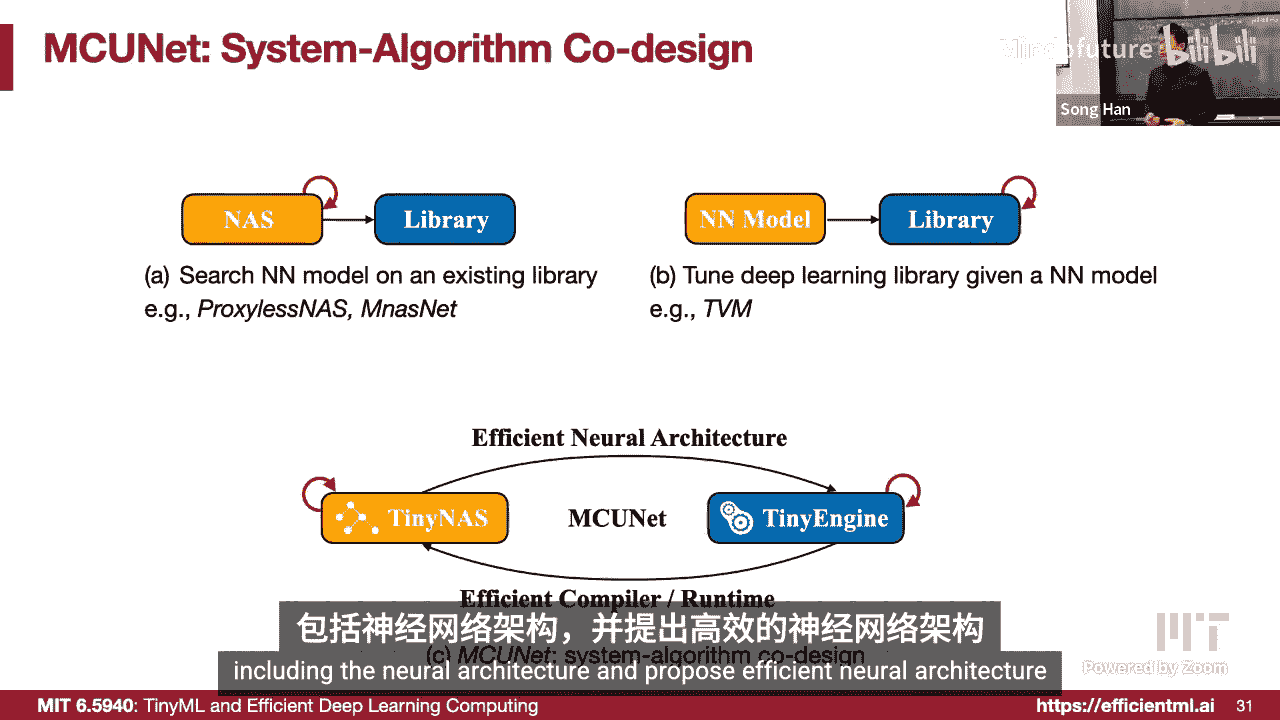 MCUNet: System-Algorithm Co-design
Mindofuture bilibili
Song Han
NAS
Library
NN Model
Library
(a) Search NN model on an existing library
e.g., ProxylessNAS, MnasNet
(b) Tune deep learning library given a NN model
e.g., TVM
Efficient Neural Architecture
TinyNAS
MCUNet
TinyEngine
Efficient Compiler / Runtime
包括神经网络架构，并提出高效的神经网络架构
(c) MCUNet: system-algorithm co-design
including the neural architecture and propose efficient neural architecture
MIT
Powered by Zoom
MIT 6.5940: TinyML and Efficient Deep Learning Computing
https://efficientml.ai
31